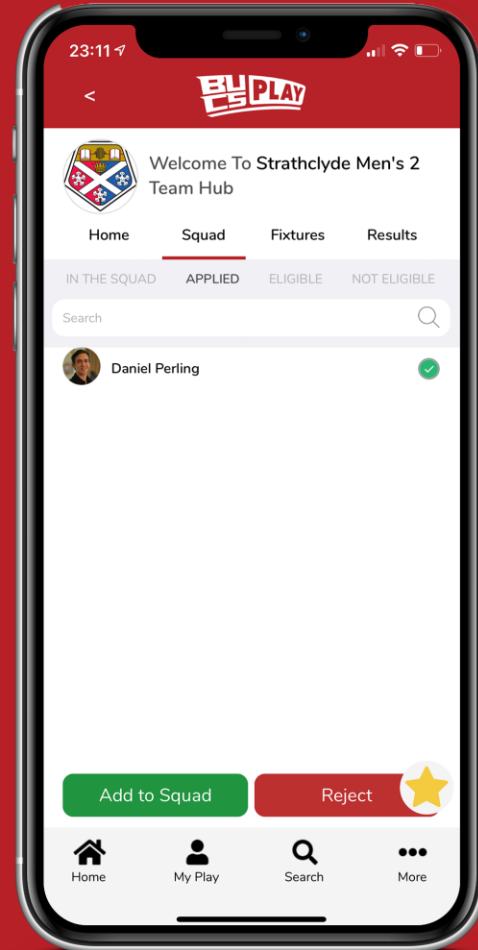 23:11
<
BUCS PLAY
Welcome To Strathclyde Men's 2
Team Hub
Home Squad Fixtures Results
IN THE SQUAD APPLIED ELIGIBLE NOT ELIGIBLE
Search
Daniel Perling
Add to Squad Reject
Home My Play Search More